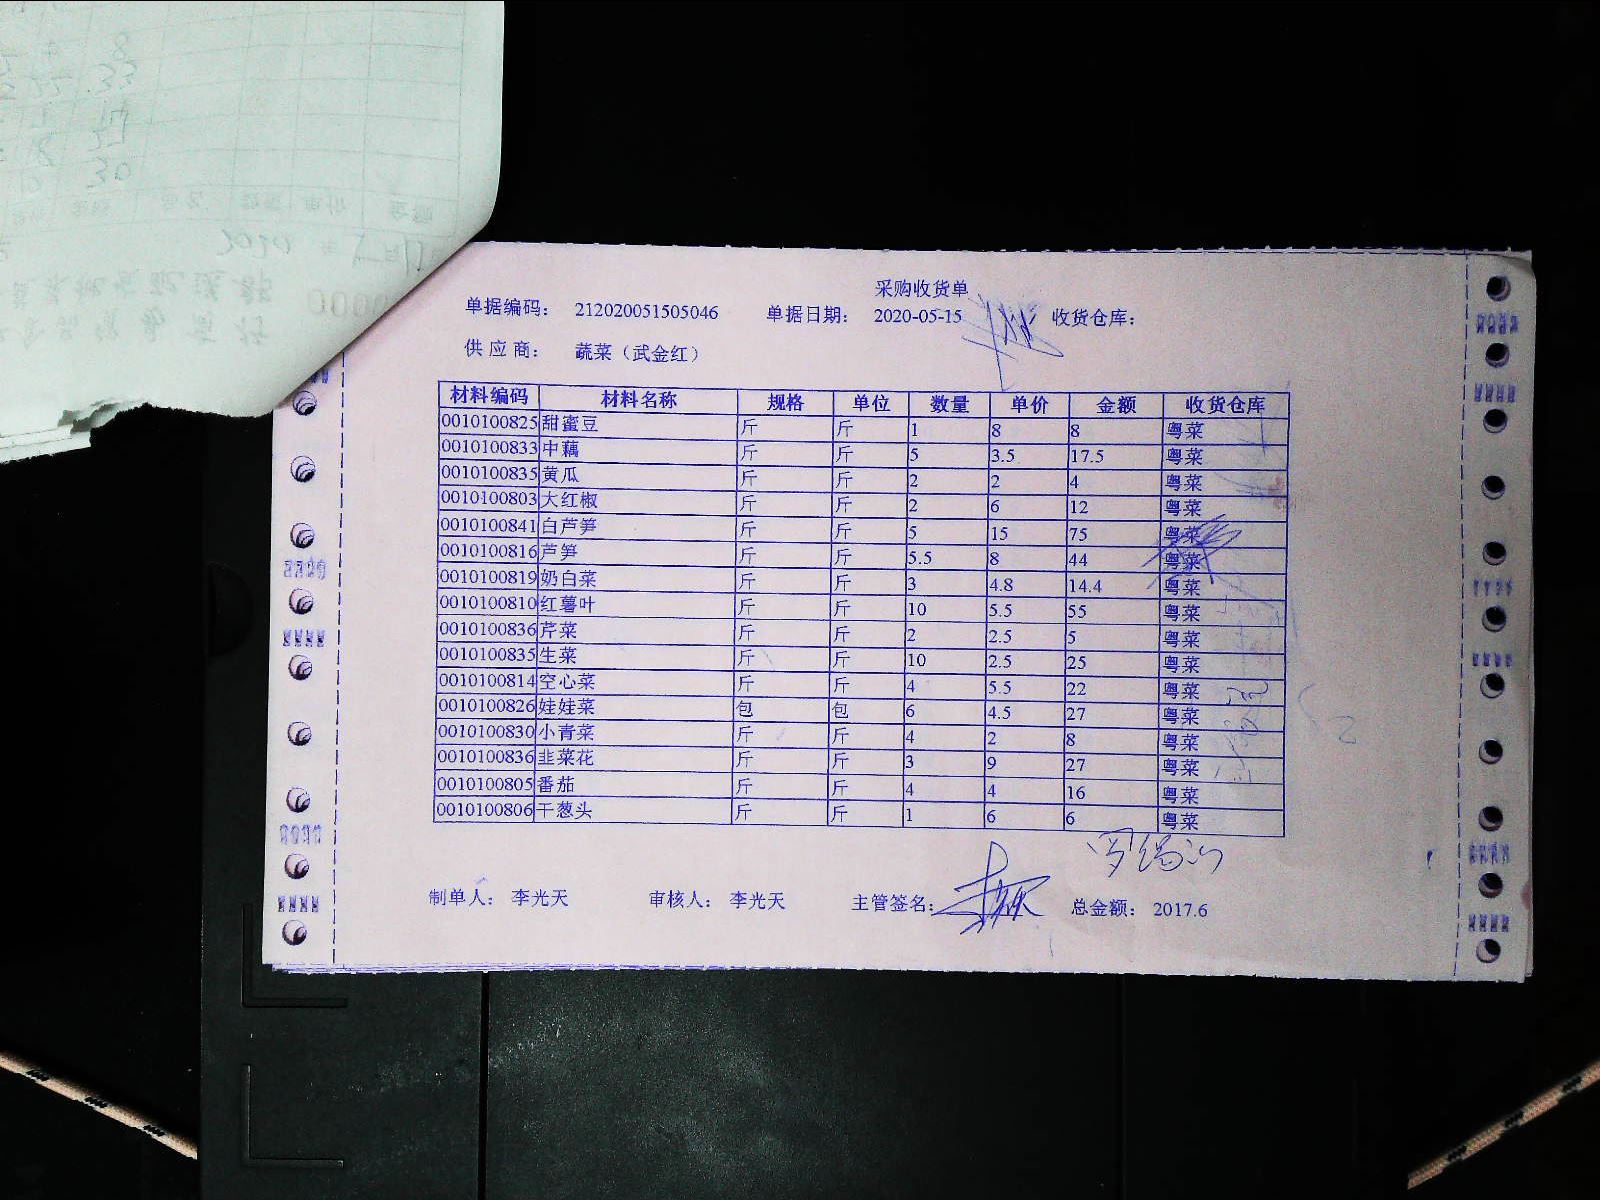 采购收货单
单据编码： 212020051505046 单据日期： 2020-05-15 收货仓库：
供 应 商： 蔬菜（武金红）
材料编码 材料名称 规格 单位 数量 单价 金额 收货仓库
0010100825 甜蜜豆 斤 斤 1 8 8 粤菜
0010100833 中藕 斤 斤 5 3.5 17.5 粤菜
0010100835 黄瓜 斤 斤 2 2 4 粤菜
0010100803 大红椒 斤 斤 2 6 12 粤菜
0010100841 白芦笋 斤 斤 5 15 75 粤菜
0010100816 芦笋 斤 斤 5.5 8 44 粤菜
0010100819 奶白菜 斤 斤 3 4.8 14.4 粤菜
0010100810 红薯叶 斤 斤 10 5.5 55 粤菜
0010100836 芹菜 斤 斤 2 2.5 5 粤菜
0010100835 生菜 斤 斤 10 2.5 25 粤菜
0010100814 空心菜 斤 斤 4 5.5 22 粤菜
0010100826 娃娃菜 包 包 6 4.5 27 粤菜
0010100830 小青菜 斤 斤 4 2 8 粤菜
0010100836 韭菜花 斤 斤 3 9 27 粤菜
0010100805 番茄 斤 斤 4 4 16 粤菜
0010100806 干葱头 斤 斤 1 6 6 粤菜
制单人： 李光天 审核人： 李光天 主管签名： 总金额： 2017.6